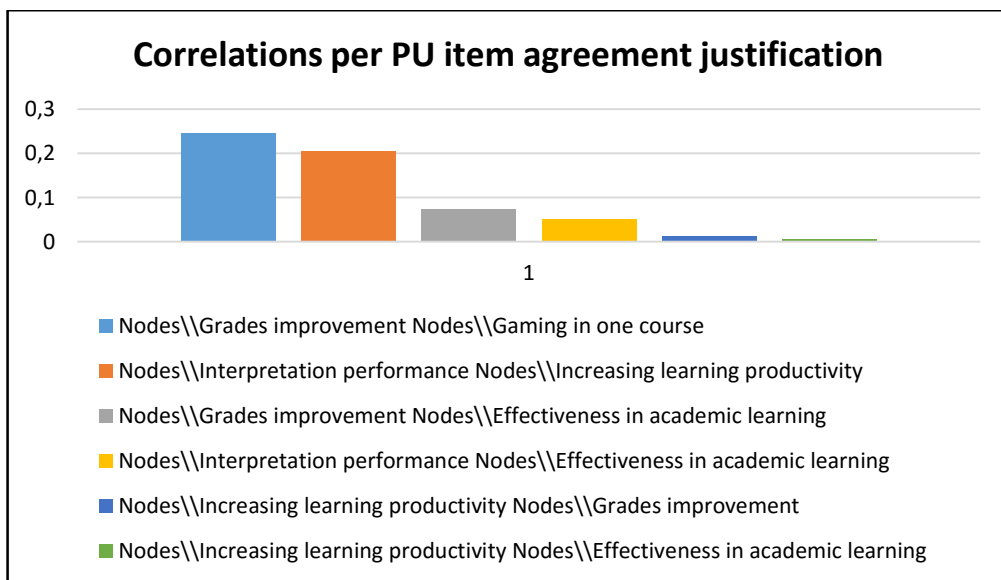 Correlations per PU item agreement justification
0,3
0,2
0,1
0
1
Nodes\\Grades improvement Nodes\\Gaming in one course
Nodes\\Interpretation performance Nodes\\Increasing learning productivity
Nodes\\Grades improvement Nodes\\Effectiveness in academic learning
Nodes\\Interpretation performance Nodes\\Effectiveness in academic learning
Nodes\\Increasing learning productivity Nodes\\Grades improvement
Nodes\\Increasing learning productivity Nodes\\Effectiveness in academic learning